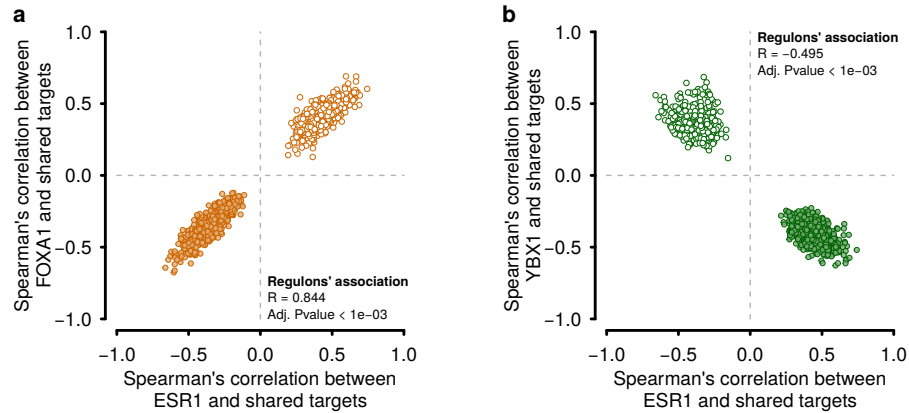 a
1.0
0.5
0.0
−0.5
−1.0
Spearman's correlation between
FOXA1 and shared targets
Regulons' association
R = 0.844
Adj. Pvalue < 1e−03
−1.0 −0.5 0.0 0.5 1.0
Spearman's correlation between
ESR1 and shared targets
b
1.0
0.5
0.0
−0.5
−1.0
Spearman's correlation between
YBX1 and shared targets
Regulons' association
R = −0.495
Adj. Pvalue < 1e−03
−1.0 −0.5 0.0 0.5 1.0
Spearman's correlation between
ESR1 and shared targets